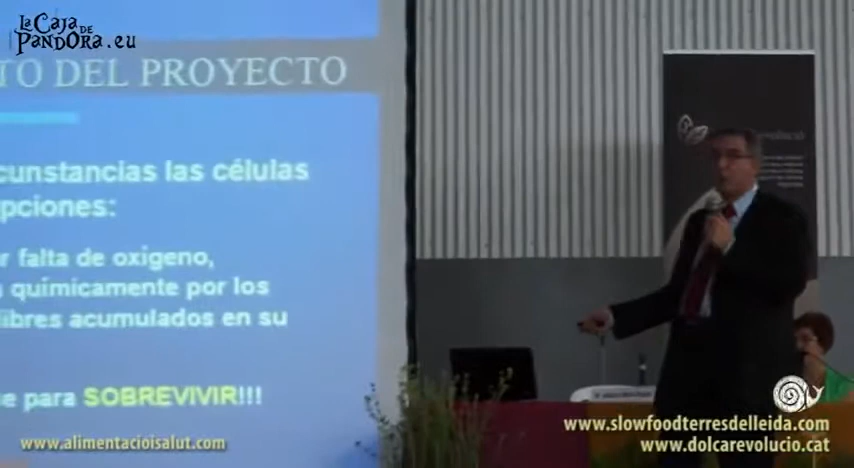 La Caja
de
Pandora.eu
TO DEL PROYECTO
cunstancias las células
pciones:
r falta de oxigeno,
químicamente por los
libres acumulados en su
e para SOBREVIVIR!!!
www.alimentacioisalut.com
www.slowfoodterresdelleida.com
www.dolcarevolucio.cat